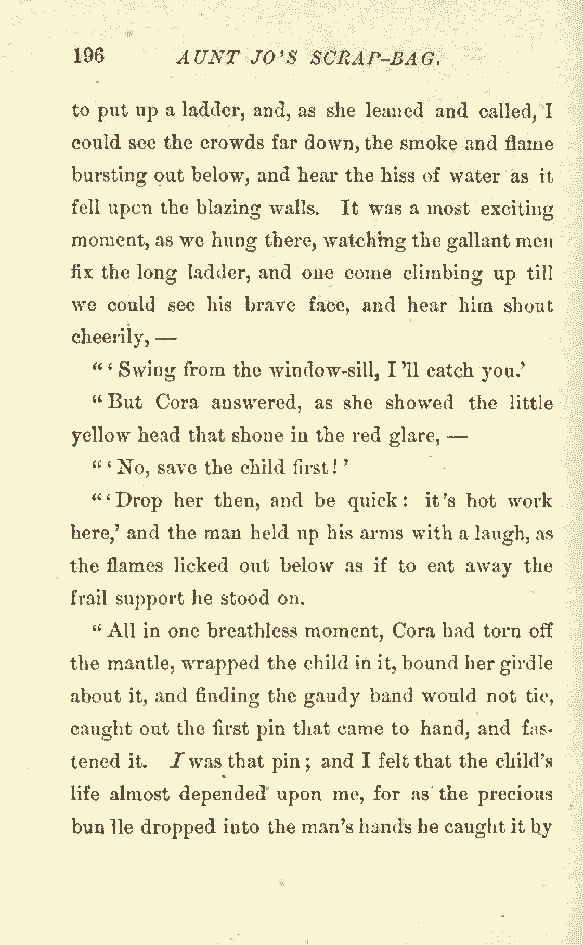 196 AUNT JO'S SCRAP-BAG.
to put up a ladder, and, as she leaned and called, I
could see the crowds far down, the smoke and flame
bursting out below, and hear the hiss of water as it
fell upon the blazing walls. It was a most exciting
moment, as we hung there, watching the gallant men
fix the long ladder, and one come climbing up till
we could see his brave face, and hear him shout
cheerily, —
"'Swing from the window-sill, I'll catch you.'
"But Cora answered, as she showed the little
yellow head that shone in the red glare, —
"'No, save the child first!'
"'Drop her then, and be quick: it's hot work
here,' and the man held up his arms with a laugh, as
the flames licked out below as if to eat away the
frail support he stood on.
"All in one breathless moment, Cora had torn off
the mantle, wrapped the child in it, bound her girdle
about it, and finding the gaudy band would not tie,
caught out the first pin that came to hand, and fas-
tened it. I was that pin; and I felt that the child's
life almost depended upon me, for as the precious
bundle dropped into the man's hands he caught it by